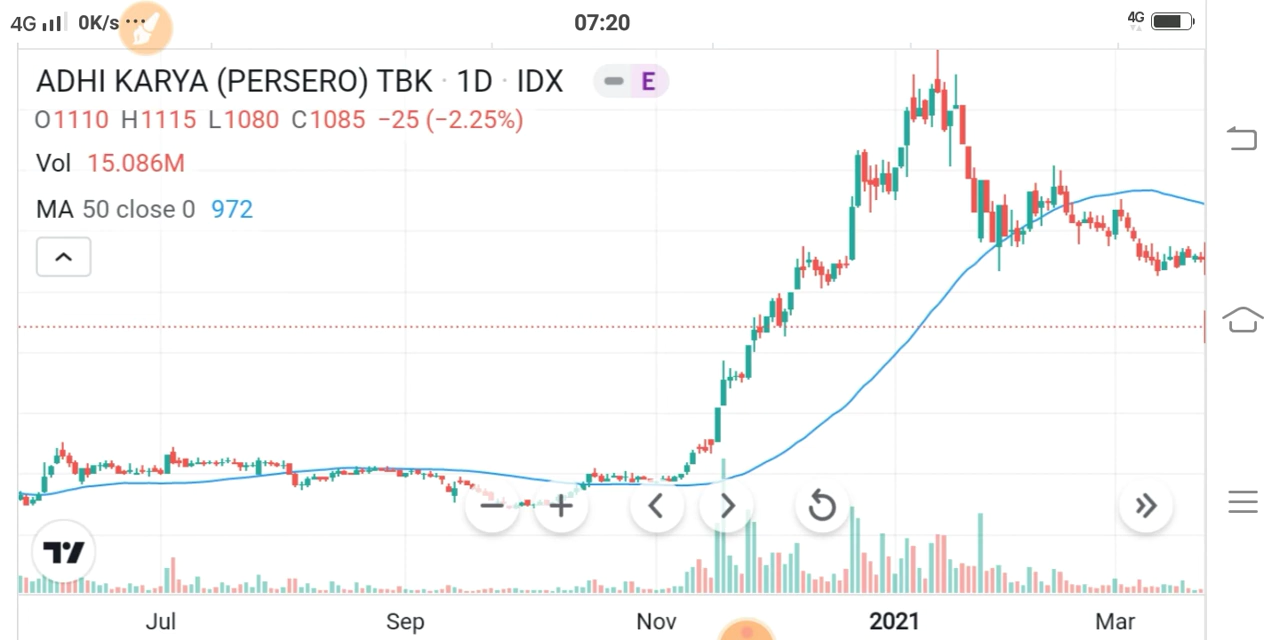 4G 0K/s ··· 07:20 4G
ADHI KARYA (PERSERO) TBK · 1D · IDX E
O1110 H1115 L1080 C1085 −25 (−2.25%)
Vol 15.086M
MA 50 close 0 972
Jul Sep Nov 2021 Mar